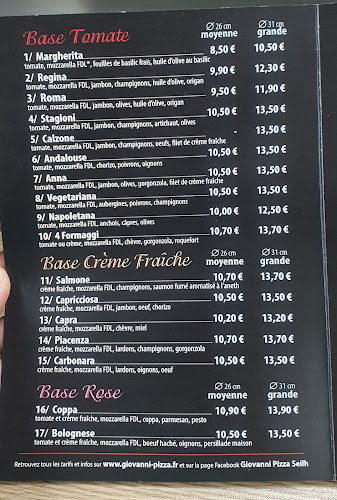 Base Tomate
Ø 26 cm moyenne Ø 31 cm grande
1/ Margherita 8,50 € 10,50 €
tomate, mozzarella FDL*, feuilles de basilic frais, huile d'olive au basilic
2/ Regina 9,90 € 12,30 €
tomate, mozzarella FDL, jambon, champignons, huile d'olive, origan
3/ Roma 9,50 € 11,90 €
tomate, mozzarella FDL, jambon, olives, huile d'olive, origan
4/ Stagioni 10,50 € 13,50 €
tomate, mozzarella FDL, jambon, champignons, artichaut, olives
5/ Calzone - 13,50 €
tomate, mozzarella FDL, jambon, champignons, oeufs, filet de crème fraîche
6/ Andalouse 10,50 € 13,50 €
tomate, mozzarella FDL, chorizo, poivrons, oignons
7/ Anna 10,50 € 13,50 €
tomate, mozzarella FDL, jambon, olives, gorgonzola, filet de crème fraîche
8/ Vegetariana 10,50 € 13,50 €
tomate, mozzarella FDL, aubergines, poivrons, champignons
9/ Napoletana 10,00 € 12,50 €
tomate, mozzarella FDL, anchois, câpres, olives
10/ 4 Formaggi 10,70 € 13,70 €
tomate ou crème, mozzarella FDL, chèvre, gorgonzola, roquefort
Base Crème Fraîche
Ø 26 cm moyenne Ø 31 cm grande
11/ Salmone 10,70 € 13,70 €
crème fraîche, mozzarella FDL, champignons, saumon fumé aromatisé à l'aneth
12/ Capricciosa 10,50 € 13,50 €
crème fraîche, mozzarella FDL, jambon, oeuf, chorizo
13/ Capra 10,20 € 13,20 €
crème fraîche, mozzarella FDL, chèvre, miel
14/ Piacenza 10,70 € 13,70 €
crème fraîche, mozzarella FDL, lardons, champignons, gorgonzola
15/ Carbonara 10,50 € 13,50 €
crème fraîche, mozzarella FDL, lardons, oignons, oeuf
Base Rose
Ø 26 cm moyenne Ø 31 cm grande
16/ Coppa 10,90 € 13,90 €
tomate et crème fraîche, mozzarella FDL, coppa, parmesan, pesto
17/ Bolognese 10,50 € 13,50 €
tomate et crème fraîche, mozzarella FDL, boeuf haché, oignons, persillade maison
Retrouvez tous les tarifs et infos sur www.giovanni-pizza.fr et sur la page Facebook Giovanni Pizza Seilh